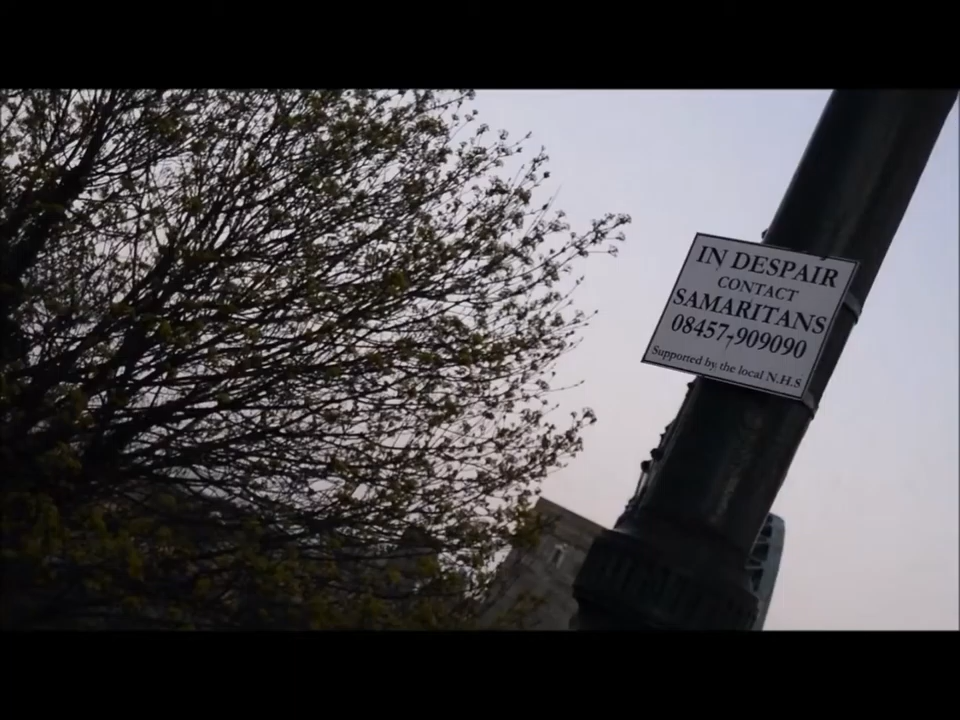 IN DESPAIR
CONTACT
SAMARITANS
08457-909090
Supported by the local N.H.S